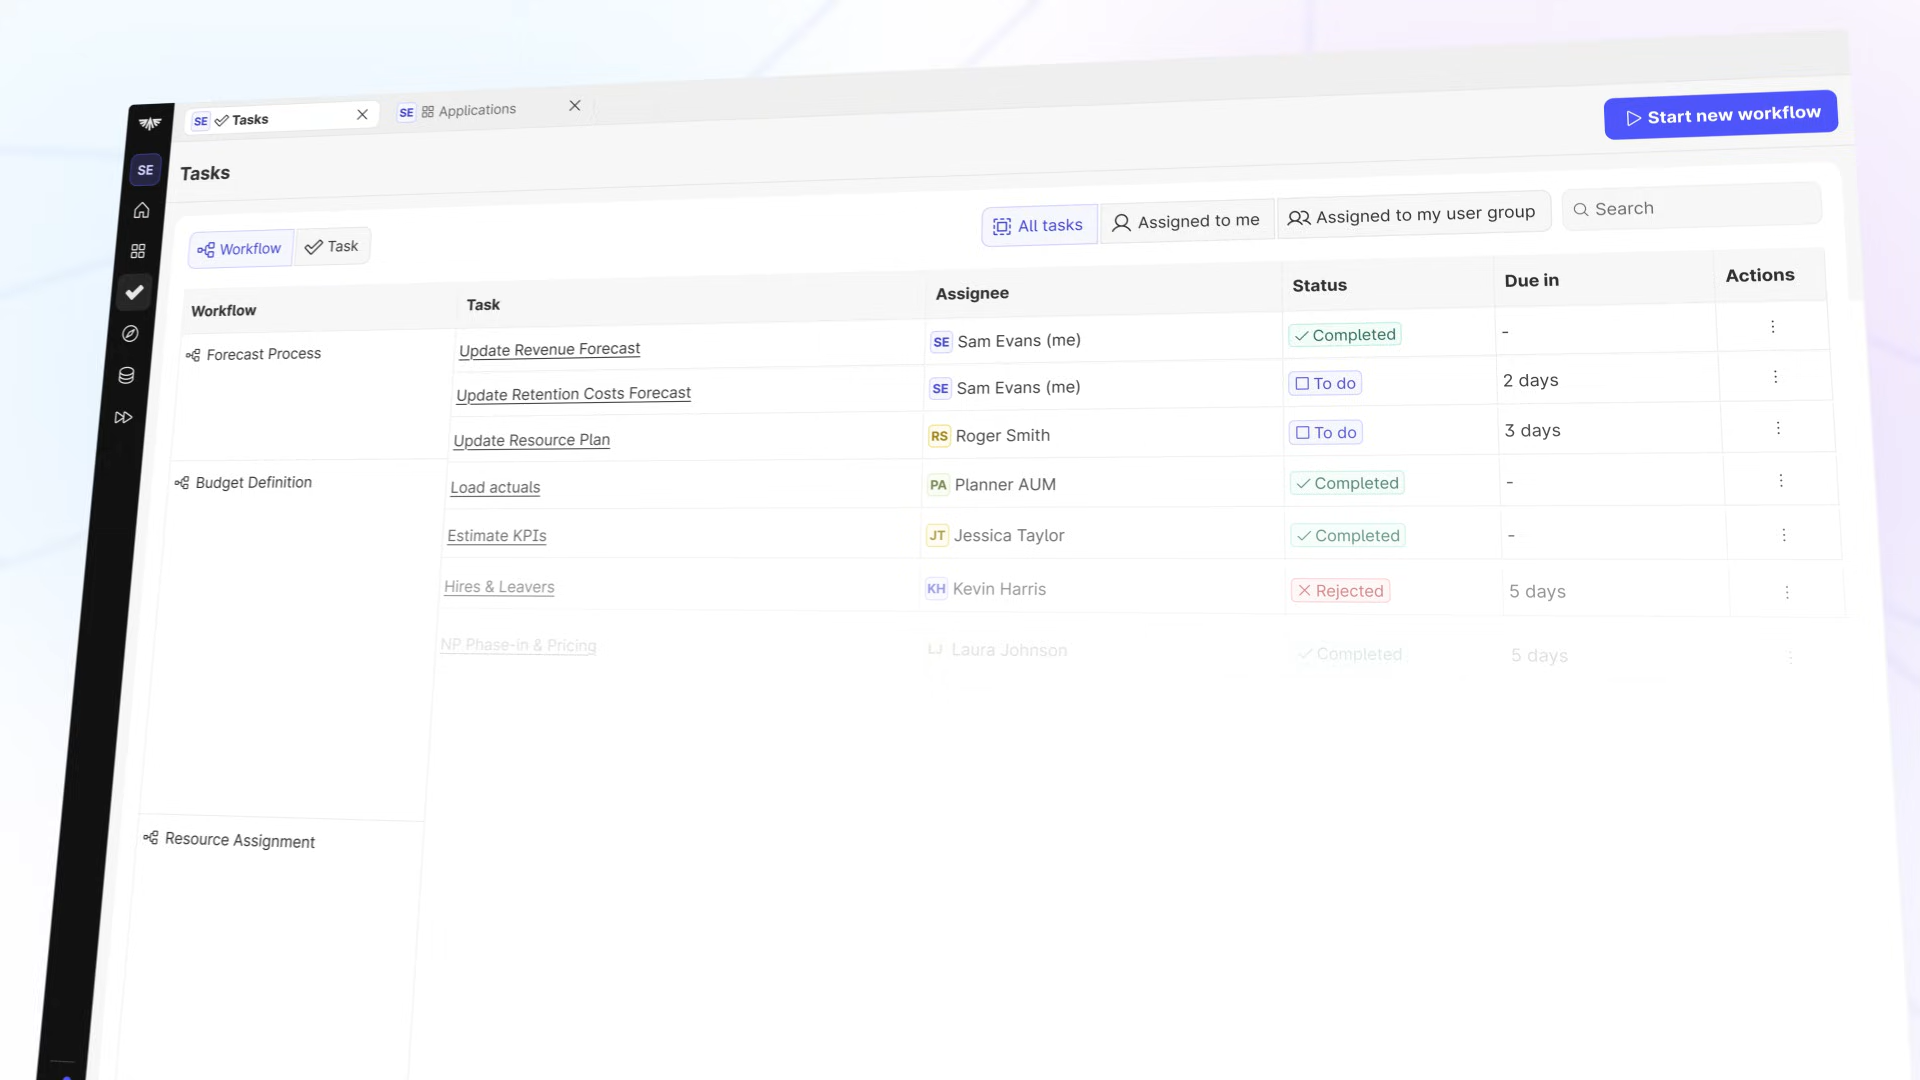 SE Tasks
SE Applications
Start new workflow
SE
Tasks
Workflow Task
All tasks Assigned to me Assigned to my user group Search
Workflow Task Assignee Status Due in Actions
Forecast Process Update Revenue Forecast SE Sam Evans (me) Completed -
Update Retention Costs Forecast SE Sam Evans (me) To do 2 days
Update Resource Plan RS Roger Smith To do 3 days
Budget Definition Load actuals PA Planner AUM Completed -
Estimate KPIs JT Jessica Taylor Completed -
Hires & Leavers KH Kevin Harris Rejected 5 days
NP Phase-in & Pricing LJ Laura Johnson Completed 5 days
Resource Assignment